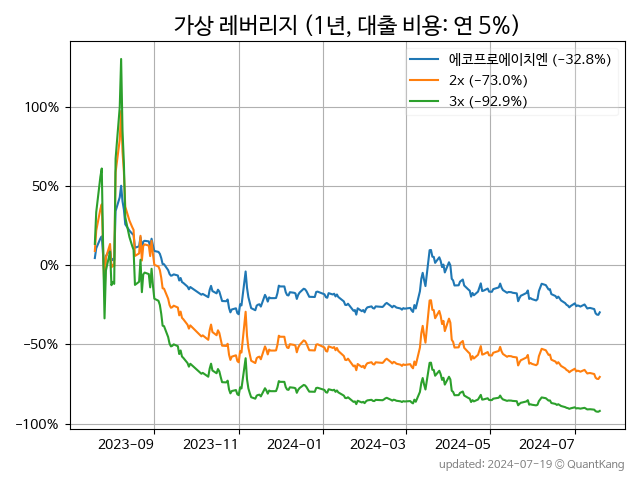 가상 레버리지 (1년, 대출 비용: 연 5%)
에코프로에이치엔 (−32.8%)
2x (−73.0%)
3x (−92.9%)
100%
50%
0%
−50%
−100%
2023-09
2023-11
2024-01
2024-03
2024-05
2024-07
updated: 2024-07-19 © QuantKang